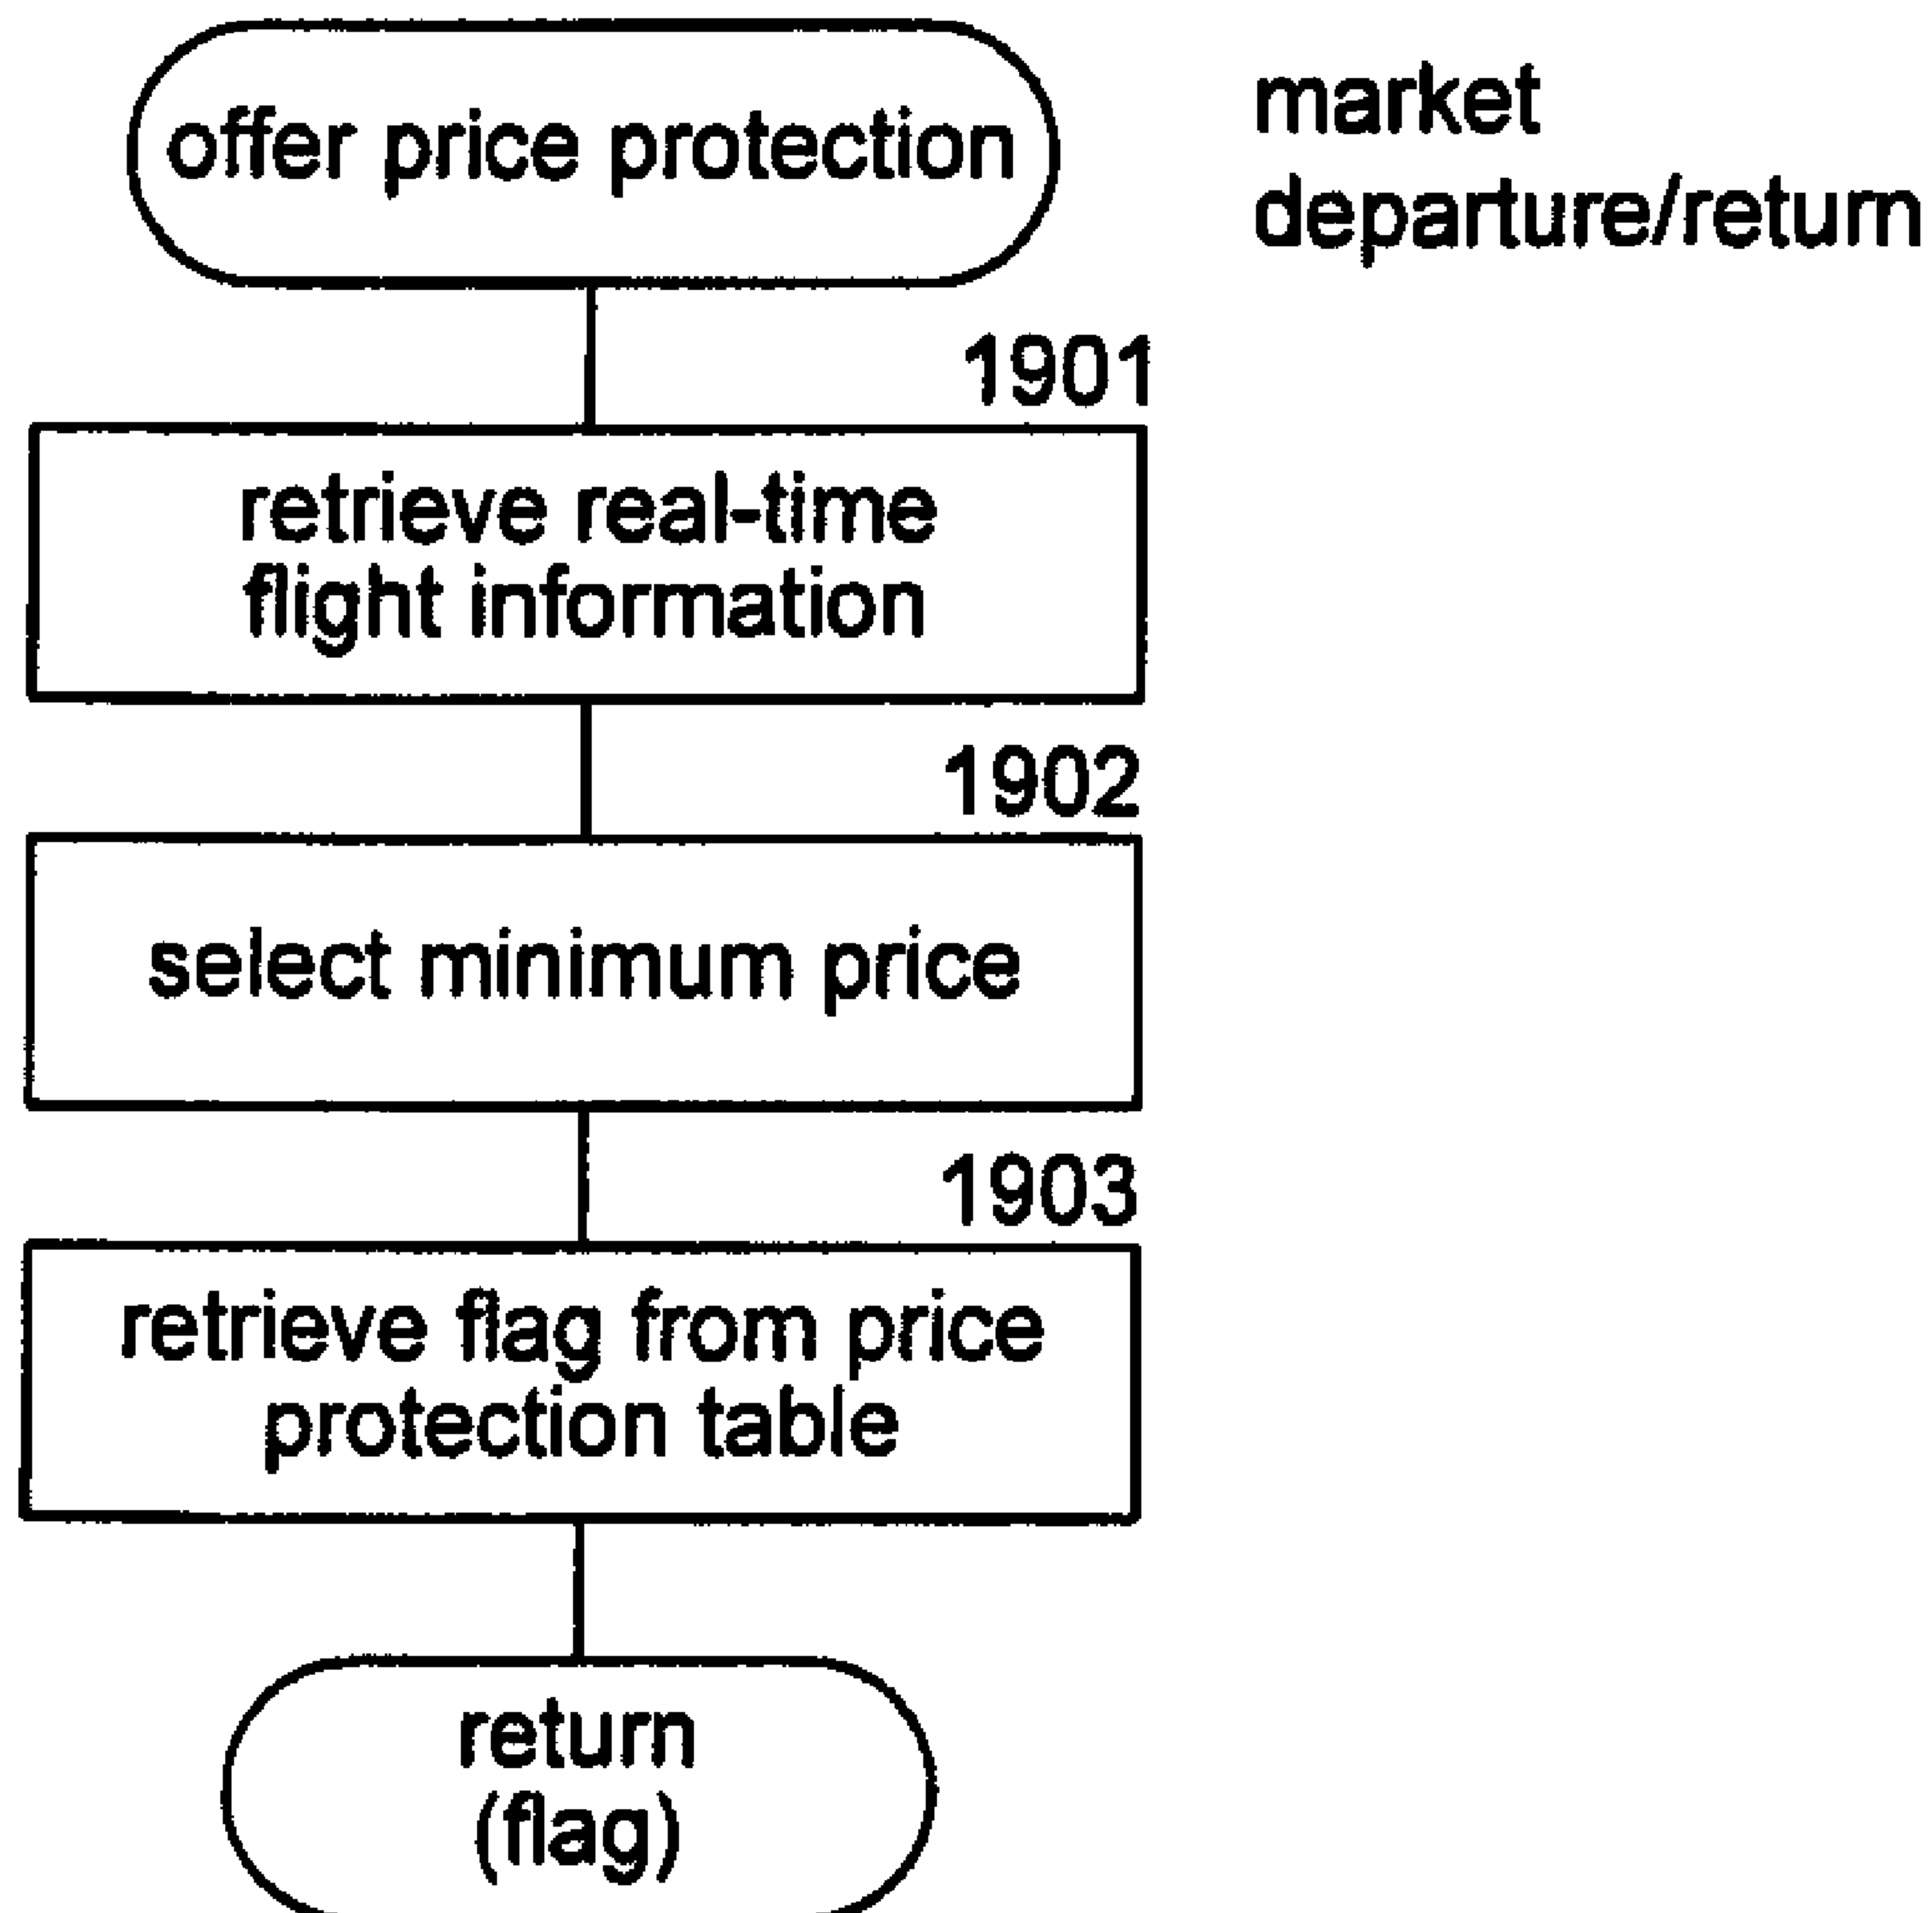 offer price protection
market
departure/return
1901
retrieve real-time
flight information
1902
select minimum price
1903
retrieve flag from price
protection table
return
(flag)